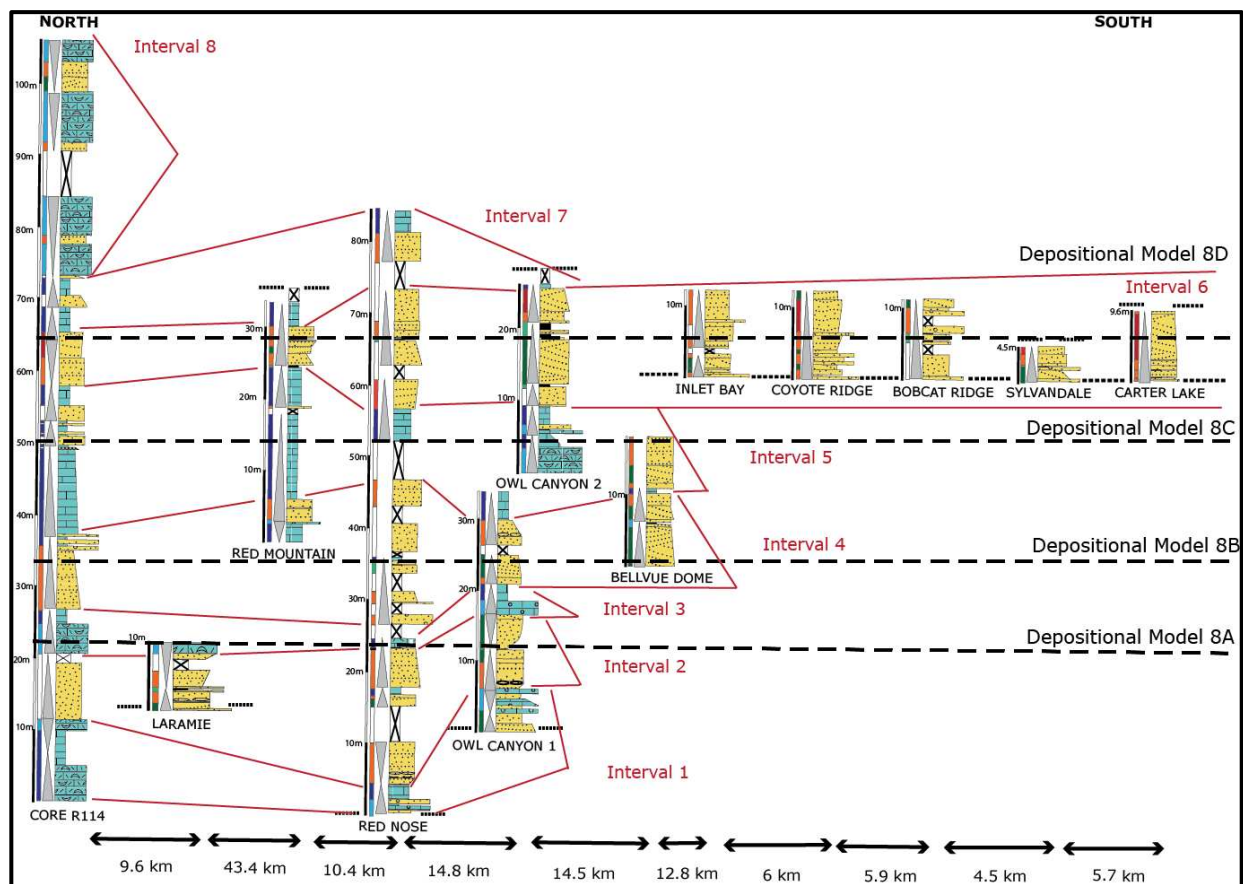 NORTH
SOUTH
Interval 8
100m
90m
80m
70m
60m
50m
40m
30m
20m
10m
CORE R114
10m
LARAMIE
30m
20m
10m
RED MOUNTAIN
Interval 7
80m
70m
60m
50m
40m
30m
20m
10m
RED NOSE
20m
10m
OWL CANYON 2
30m
20m
10m
OWL CANYON 1
10m
BELLVUE DOME
Depositional Model 8D
Interval 6
10m
INLET BAY
10m
COYOTE RIDGE
10m
BOBCAT RIDGE
4.5m
SYLVANDALE
9.6m
CARTER LAKE
Depositional Model 8C
Interval 5
Interval 4
Depositional Model 8B
Interval 3
Depositional Model 8A
Interval 2
Interval 1
9.6 km
43.4 km
10.4 km
14.8 km
14.5 km
12.8 km
6 km
5.9 km
4.5 km
5.7 km